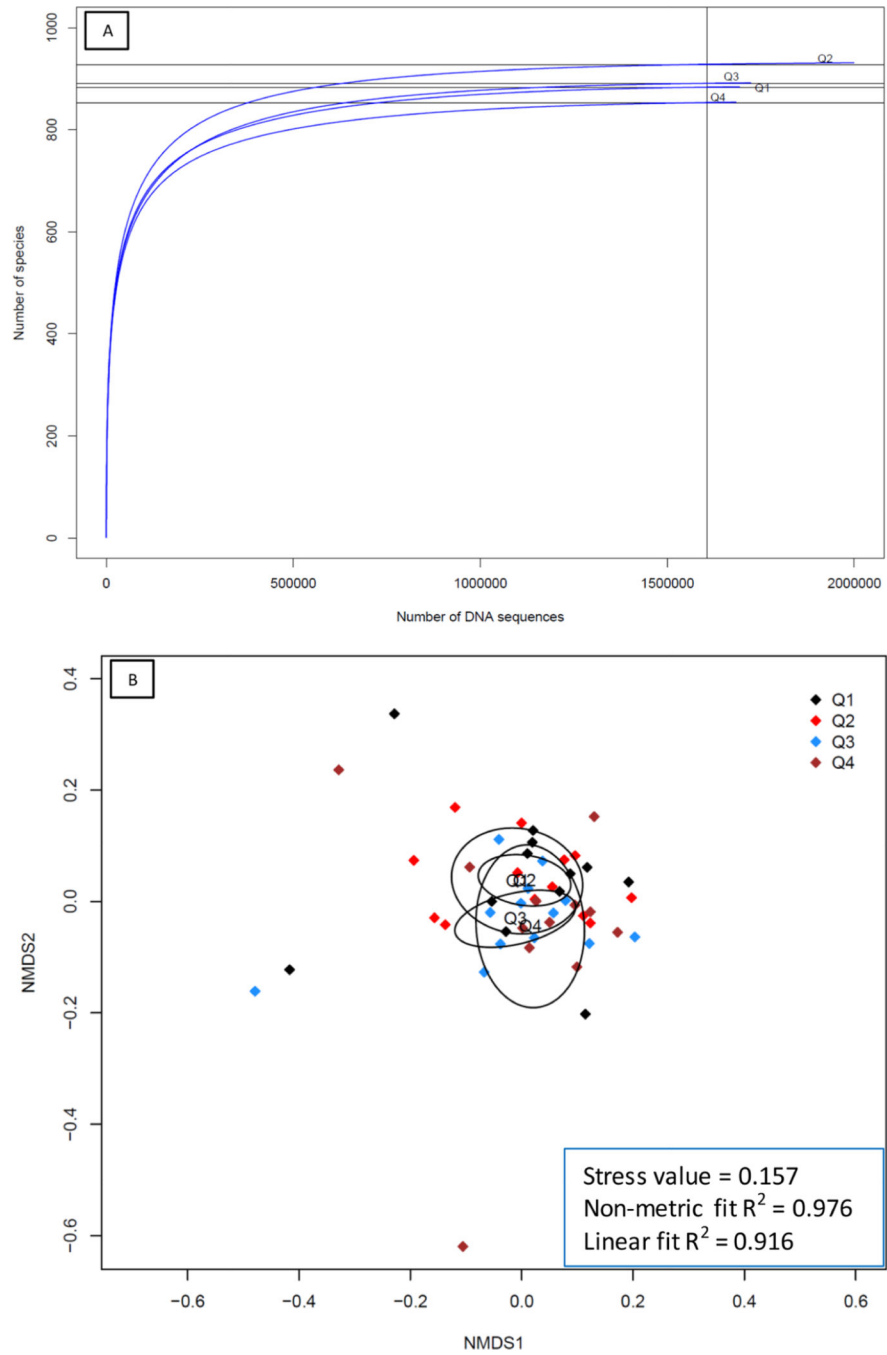 A
1000
800
600
400
200
0
Number of species
Q2
Q3
Q1
Q4
0 500000 1000000 1500000 2000000
Number of DNA sequences
B
0.4
0.2
0.0
−0.2
−0.4
−0.6
NMDS2
Q1
Q2
Q3
Q4
Q2
Q3
Q4
Stress value = 0.157
Non-metric fit R² = 0.976
Linear fit R² = 0.916
−0.6 −0.4 −0.2 0.0 0.2 0.4 0.6
NMDS1